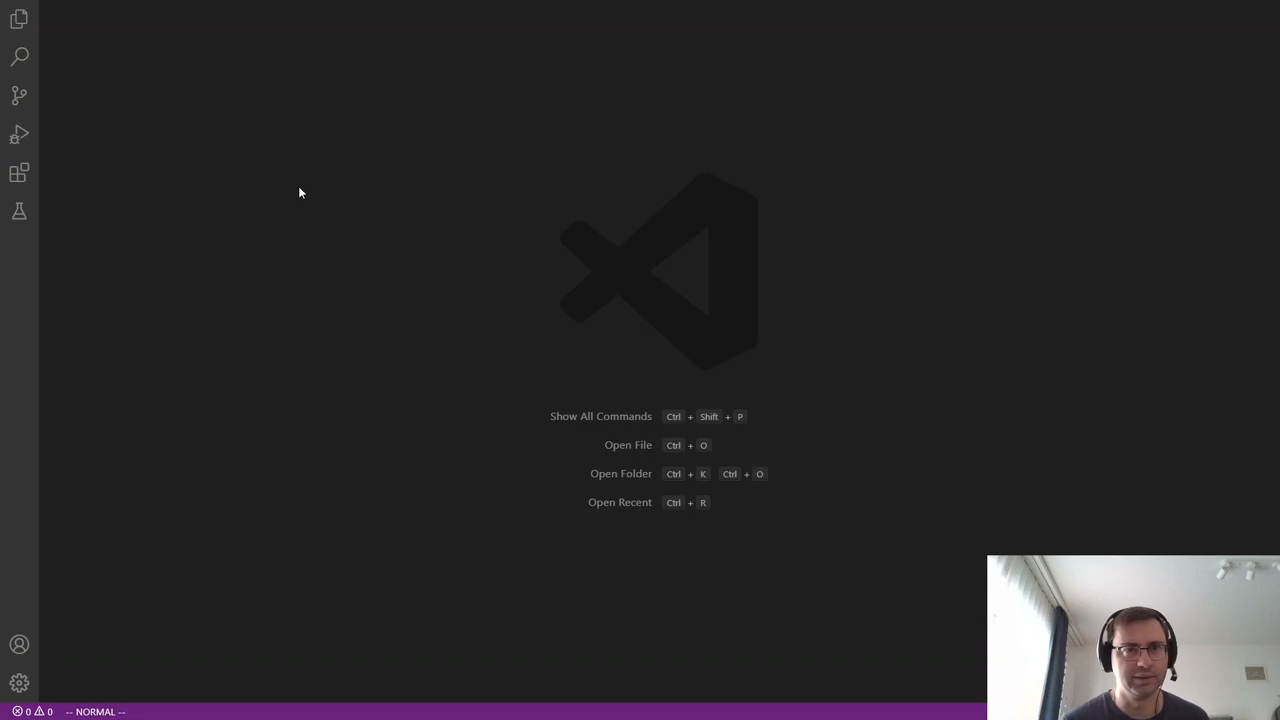 Show All Commands Ctrl + Shift + P
Open File Ctrl + O
Open Folder Ctrl + K Ctrl + O
Open Recent Ctrl + R
0 0 -- NORMAL --